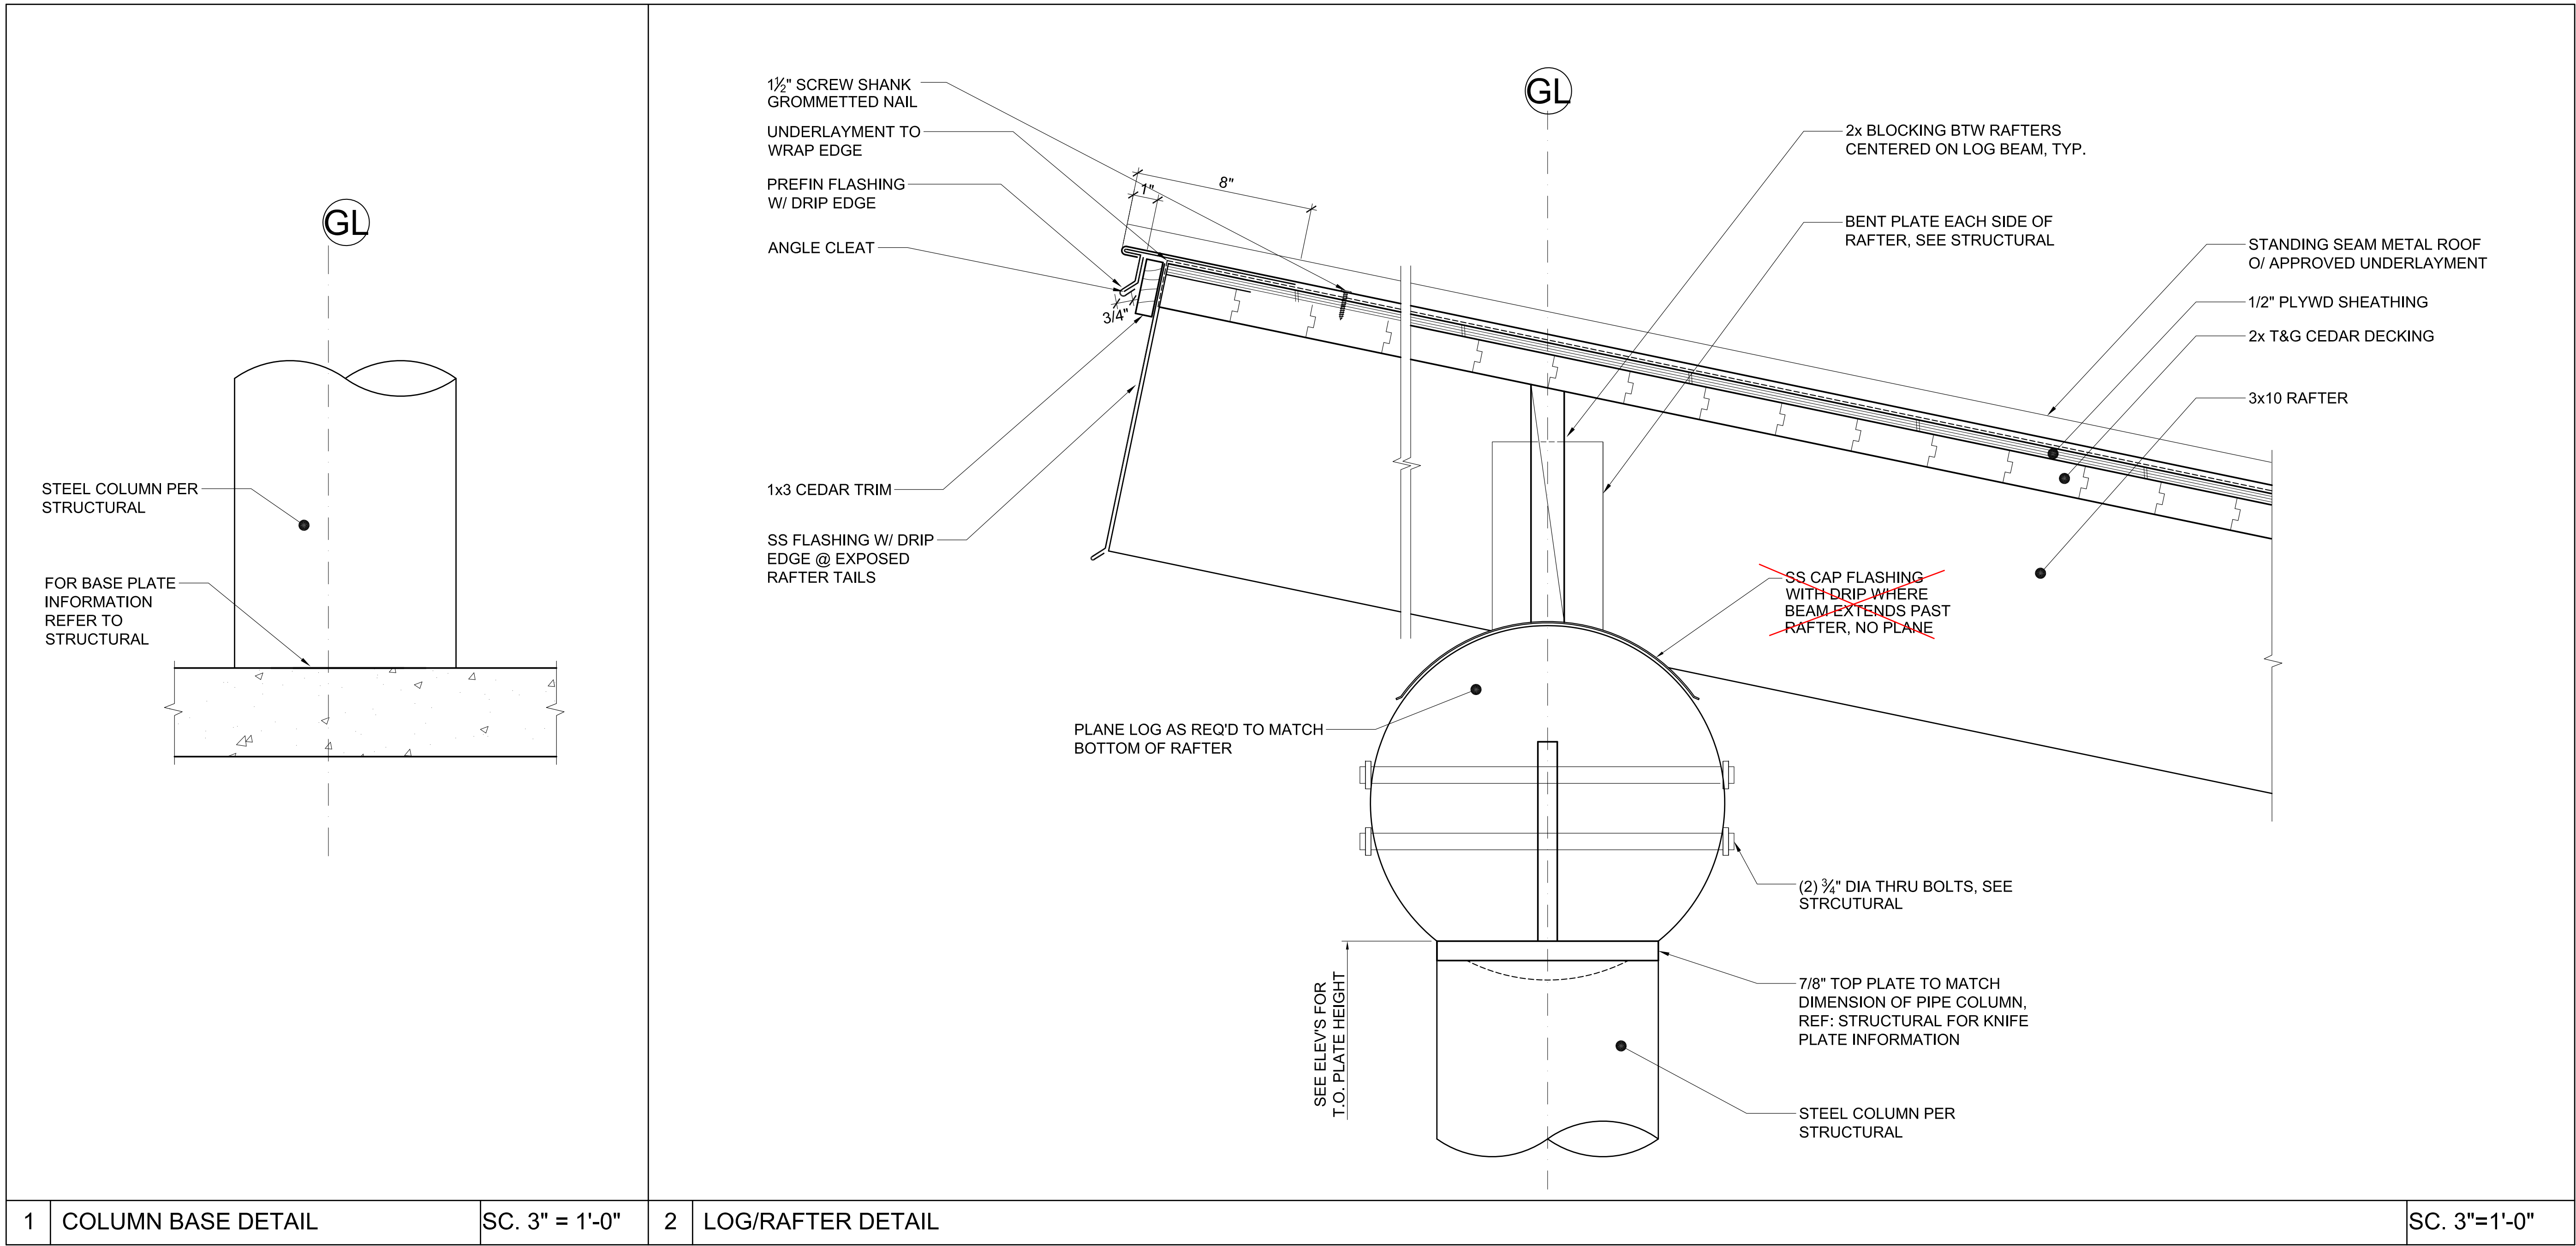 GL
STEEL COLUMN PER
STRUCTURAL
FOR BASE PLATE
INFORMATION
REFER TO
STRUCTURAL
1 COLUMN BASE DETAIL SC. 3" = 1'-0"
GL
1½" SCREW SHANK
GROMMETTED NAIL
UNDERLAYMENT TO
WRAP EDGE
PREFIN FLASHING
W/ DRIP EDGE
ANGLE CLEAT
8"
1"
3/4"
1x3 CEDAR TRIM
SS FLASHING W/ DRIP
EDGE @ EXPOSED
RAFTER TAILS
2x BLOCKING BTW RAFTERS
CENTERED ON LOG BEAM, TYP.
BENT PLATE EACH SIDE OF
RAFTER, SEE STRUCTURAL
STANDING SEAM METAL ROOF
O/ APPROVED UNDERLAYMENT
1/2" PLYWD SHEATHING
2x T&G CEDAR DECKING
3x10 RAFTER
SS CAP FLASHING
WITH DRIP WHERE
BEAM EXTENDS PAST
RAFTER, NO PLANE
PLANE LOG AS REQ'D TO MATCH
BOTTOM OF RAFTER
(2) ¾" DIA THRU BOLTS, SEE
STRCUTURAL
7/8" TOP PLATE TO MATCH
DIMENSION OF PIPE COLUMN,
REF: STRUCTURAL FOR KNIFE
PLATE INFORMATION
SEE ELEV'S FOR
T.O. PLATE HEIGHT
STEEL COLUMN PER
STRUCTURAL
2 LOG/RAFTER DETAIL SC. 3"=1'-0"